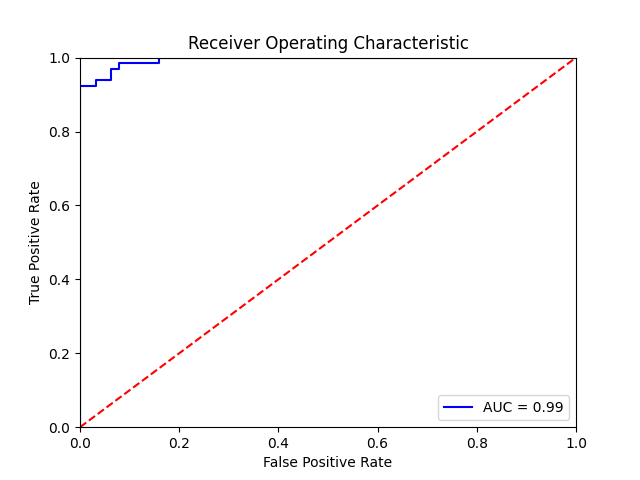 Receiver Operating Characteristic
1.0
0.8
0.6
0.4
0.2
0.0
True Positive Rate
AUC = 0.99
0.0 0.2 0.4 0.6 0.8 1.0
False Positive Rate